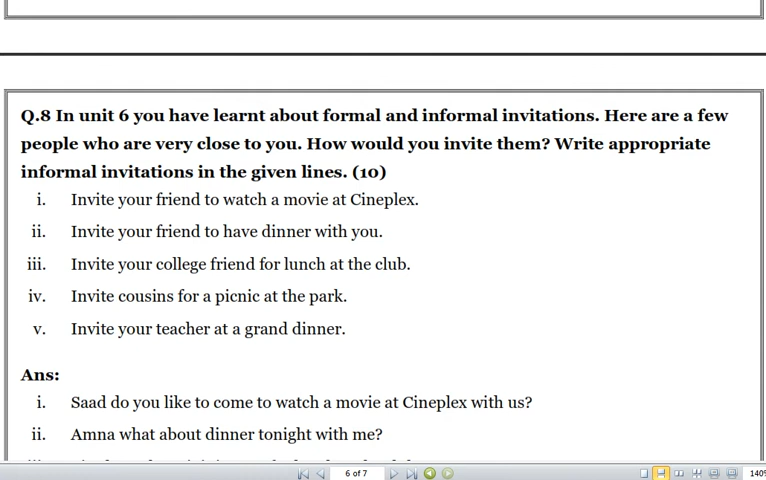 Q.8 In unit 6 you have learnt about formal and informal invitations. Here are a few
people who are very close to you. How would you invite them? Write appropriate
informal invitations in the given lines. (10)
i. Invite your friend to watch a movie at Cineplex.
ii. Invite your friend to have dinner with you.
iii. Invite your college friend for lunch at the club.
iv. Invite cousins for a picnic at the park.
v. Invite your teacher at a grand dinner.
Ans:
i. Saad do you like to come to watch a movie at Cineplex with us?
ii. Amna what about dinner tonight with me?
6 of 7